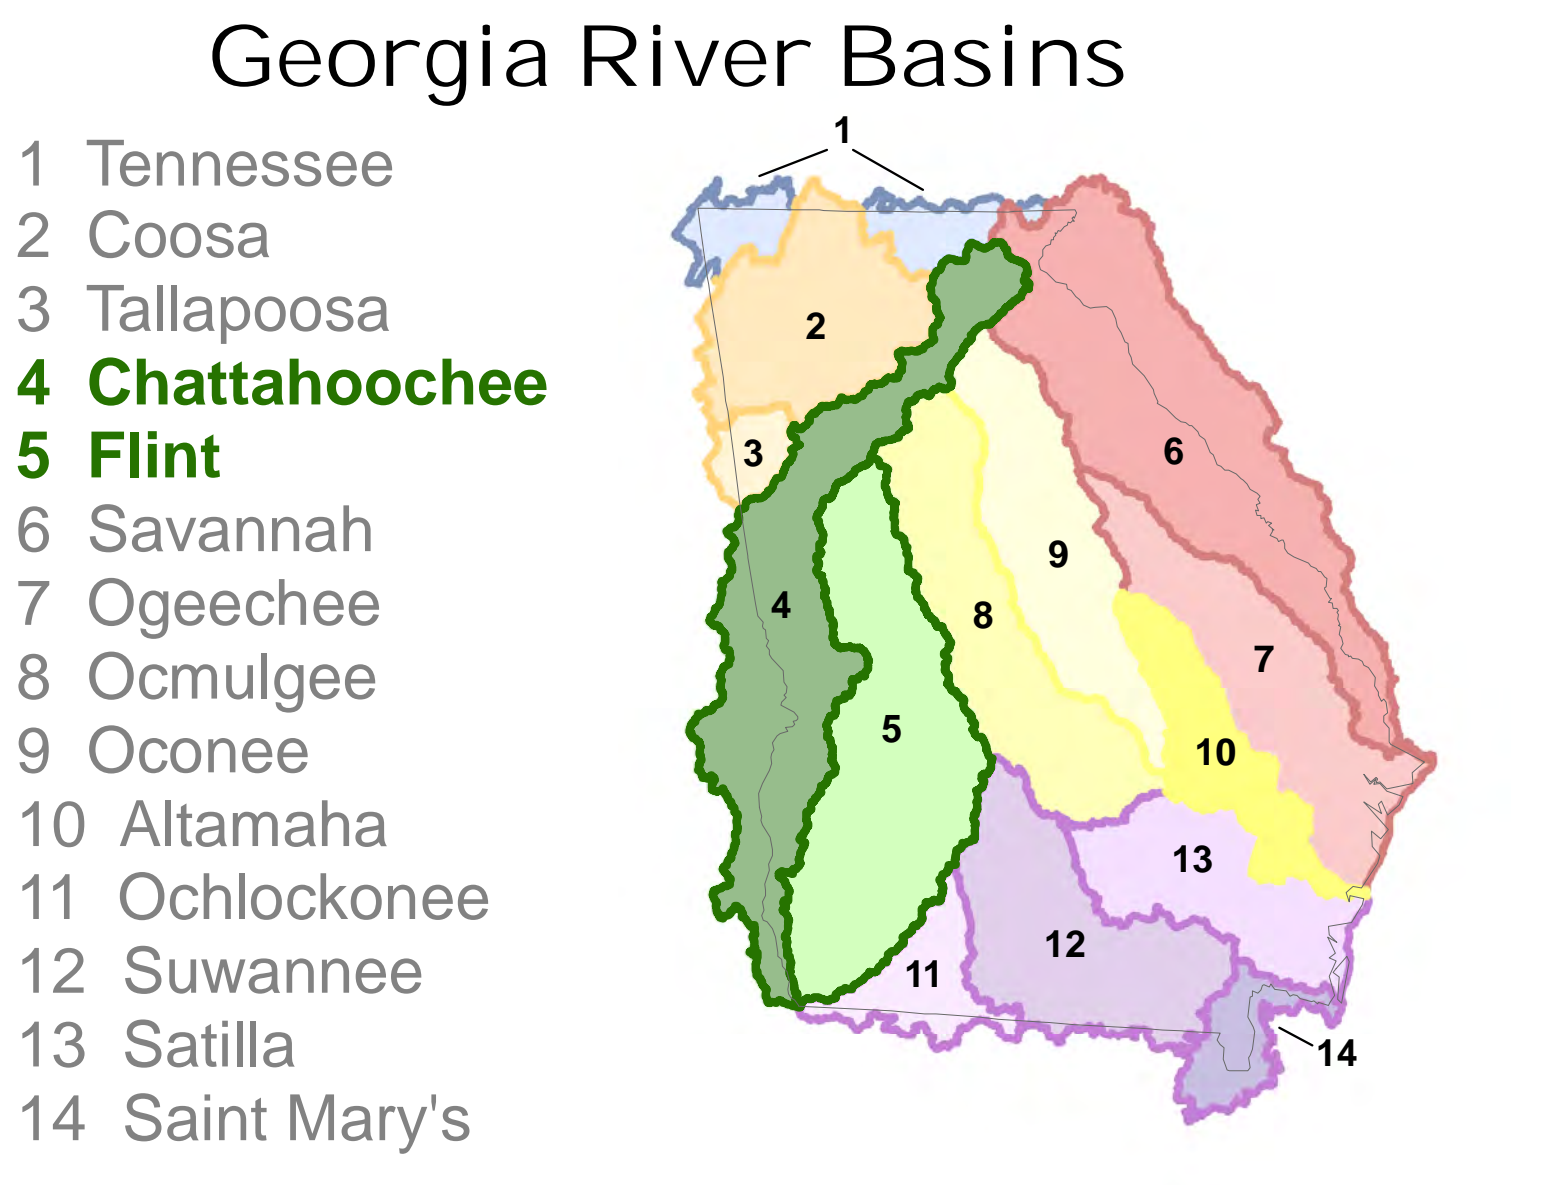 Georgia River Basins
1 Tennessee
2 Coosa
3 Tallapoosa
4 Chattahoochee
5 Flint
6 Savannah
7 Ogeechee
8 Ocmulgee
9 Oconee
10 Altamaha
11 Ochlockonee
12 Suwannee
13 Satilla
14 Saint Mary's
1
2
3
6
9
4
8
7
5
10
13
12
11
14